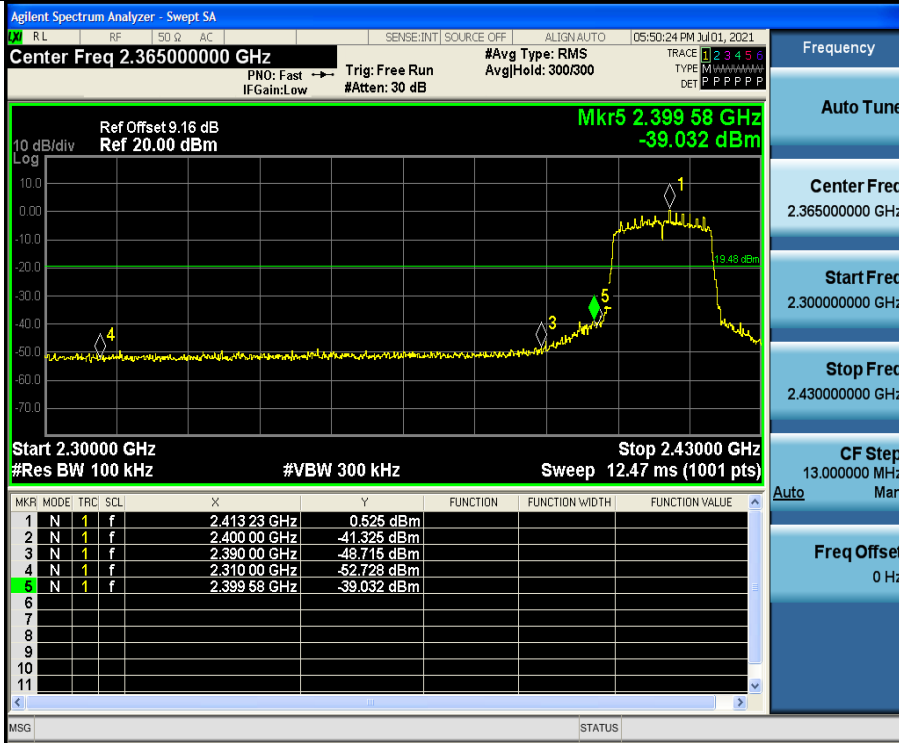 Agilent Spectrum Analyzer - Swept SA
LXI RL RF 50 Ω AC SENSE:INT SOURCE OFF ALIGN AUTO 05:50:24 PM Jul 01, 2021
Center Freq 2.365000000 GHz #Avg Type: RMS TRACE 1 2 3 4 5 6
PNO: Fast Trig: Free Run Avg|Hold: 300/300 TYPE M WWWWW
IFGain:Low #Atten: 30 dB DET P P P P P P
Mkr5 2.399 58 GHz
-39.032 dBm
Ref Offset 9.16 dB
10 dB/div Ref 20.00 dBm
Log
10.0
0.00
-10.0
-20.0
-30.0
-40.0
-50.0
-60.0
-70.0
1
19.48 dBm
5
3
4
Start 2.30000 GHz Stop 2.43000 GHz
#Res BW 100 kHz #VBW 300 kHz Sweep 12.47 ms (1001 pts)
MKR MODE TRC SCL X Y FUNCTION FUNCTION WIDTH FUNCTION VALUE
1 N 1 f 2.413 23 GHz 0.525 dBm
2 N 1 f 2.400 00 GHz -41.325 dBm
3 N 1 f 2.390 00 GHz -48.715 dBm
4 N 1 f 2.310 00 GHz -52.728 dBm
5 N 1 f 2.399 58 GHz -39.032 dBm
6
7
8
9
10
11
MSG STATUS
Frequency
Auto Tune
Center Freq
2.365000000 GHz
Start Freq
2.300000000 GHz
Stop Freq
2.430000000 GHz
CF Step
13.000000 MHz
Auto Man
Freq Offset
0 Hz